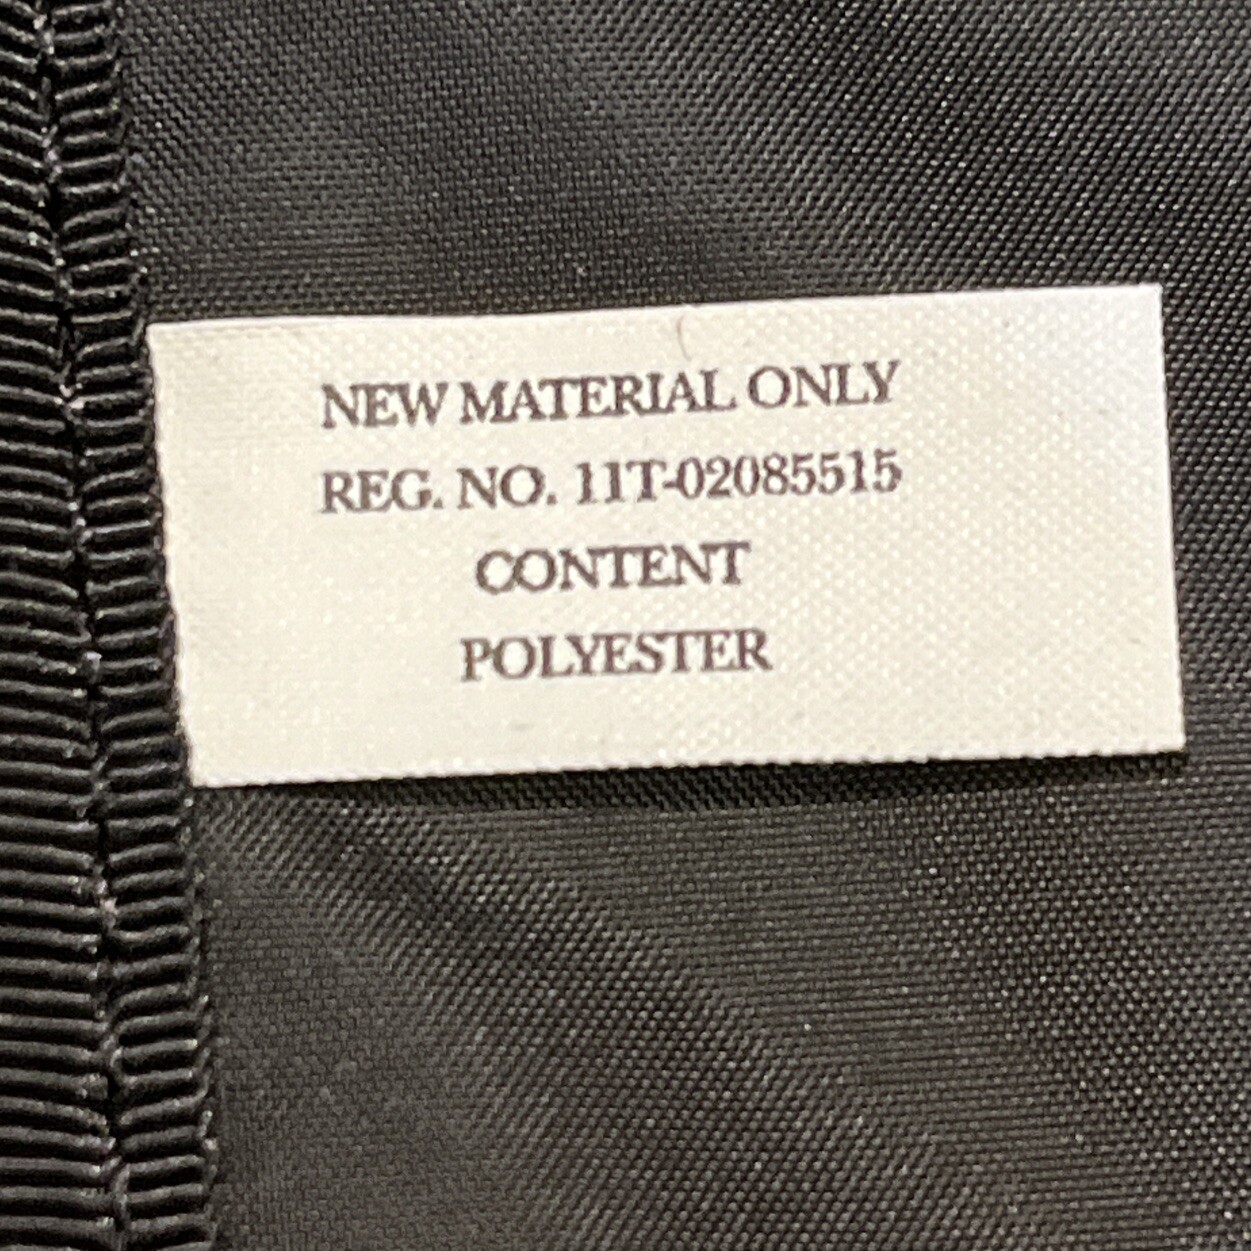 NEW MATERIAL ONLY
REG. NO. 11T-02085515
CONTENT
POLYESTER